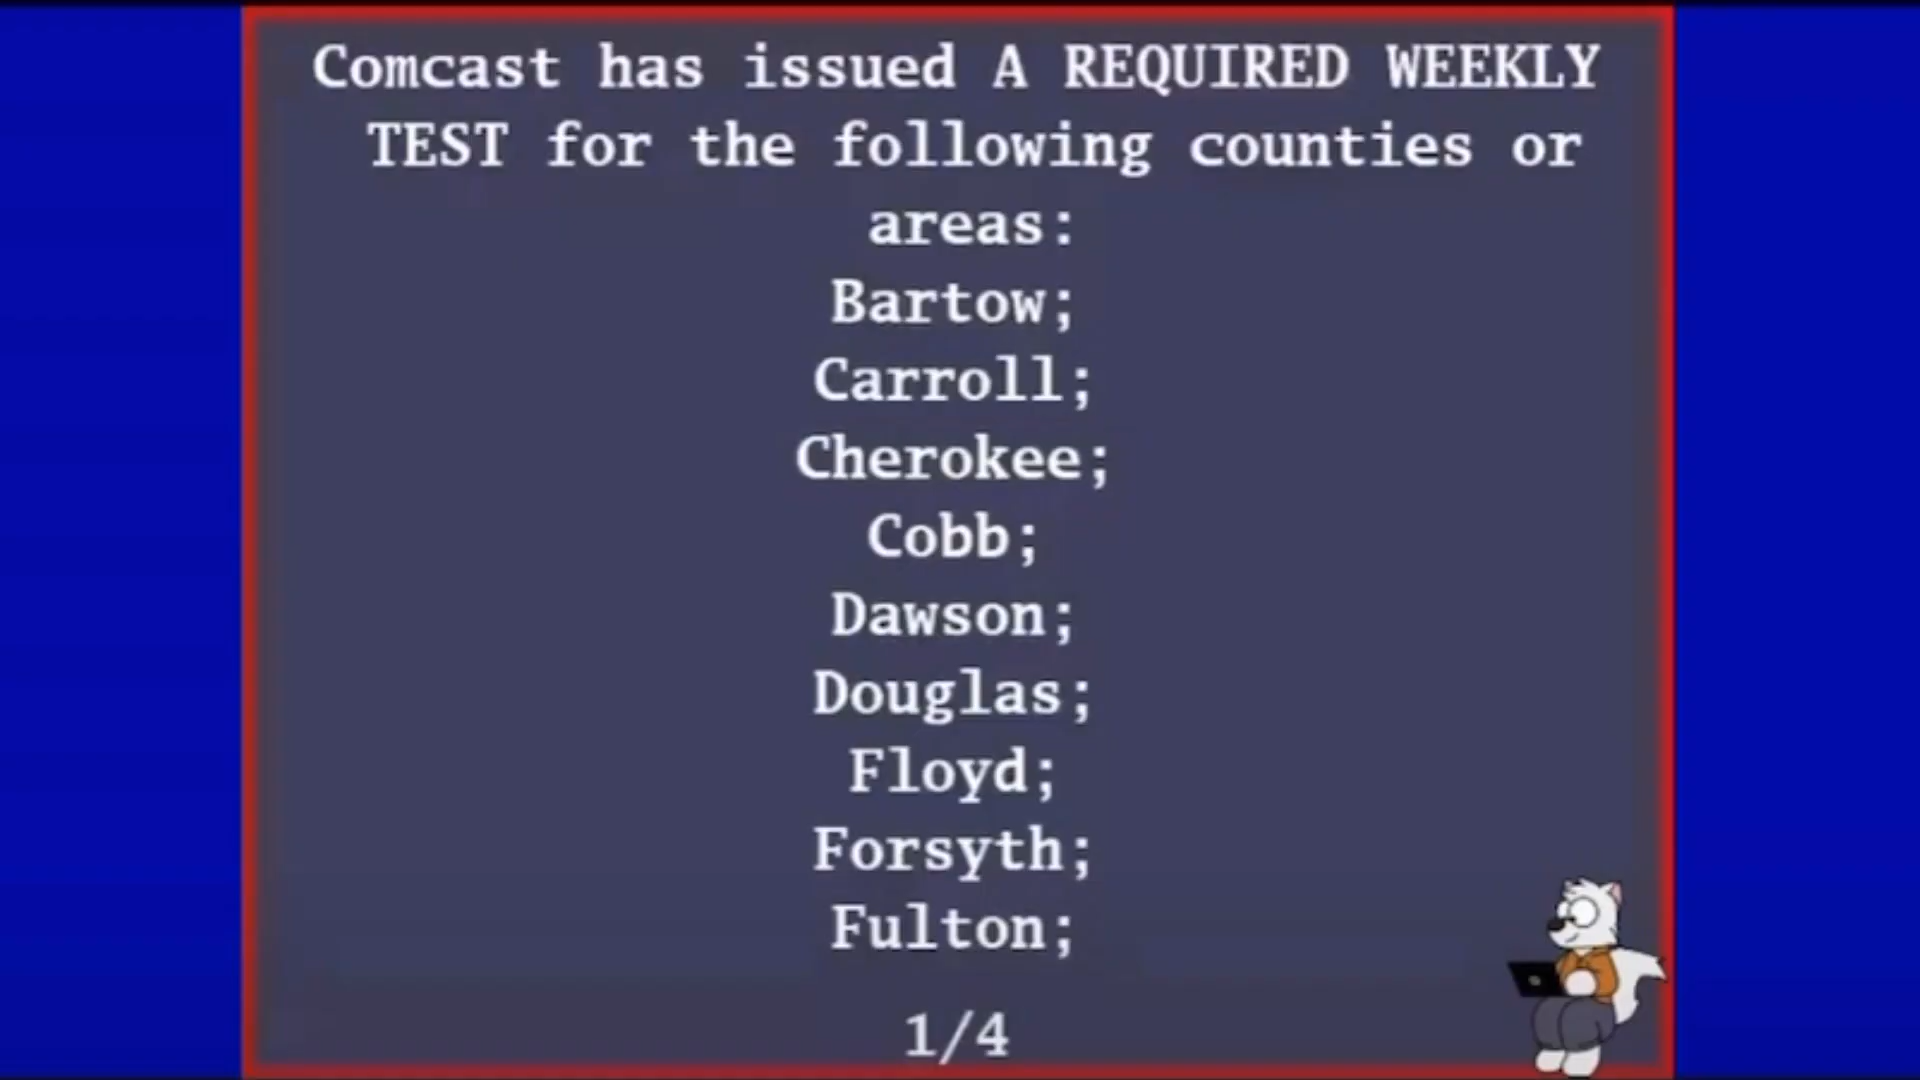 Comcast has issued A REQUIRED WEEKLY
TEST for the following counties or
areas:
Bartow;
Carroll;
Cherokee;
Cobb;
Dawson;
Douglas;
Floyd;
Forsyth;
Fulton;
1/4